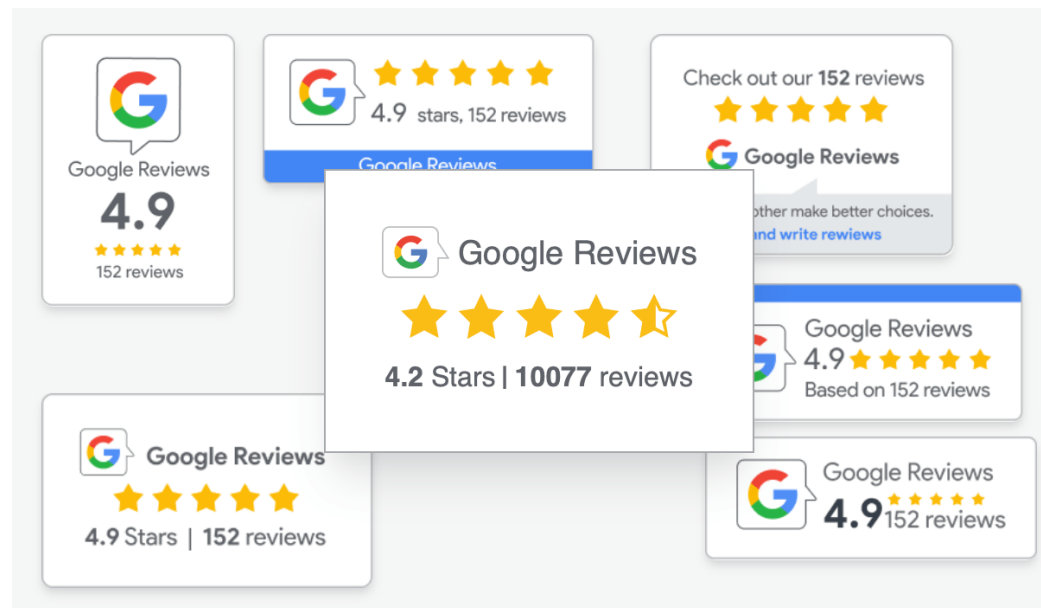 Google Reviews
4.9
152 reviews
4.9 stars, 152 reviews
Google Reviews
Check out our 152 reviews
Google Reviews
other make better choices.
and write rewiews
Google Reviews
4.2 Stars | 10077 reviews
Google Reviews
4.9
Based on 152 reviews
Google Reviews
4.9 Stars | 152 reviews
Google Reviews
4.9 152 reviews